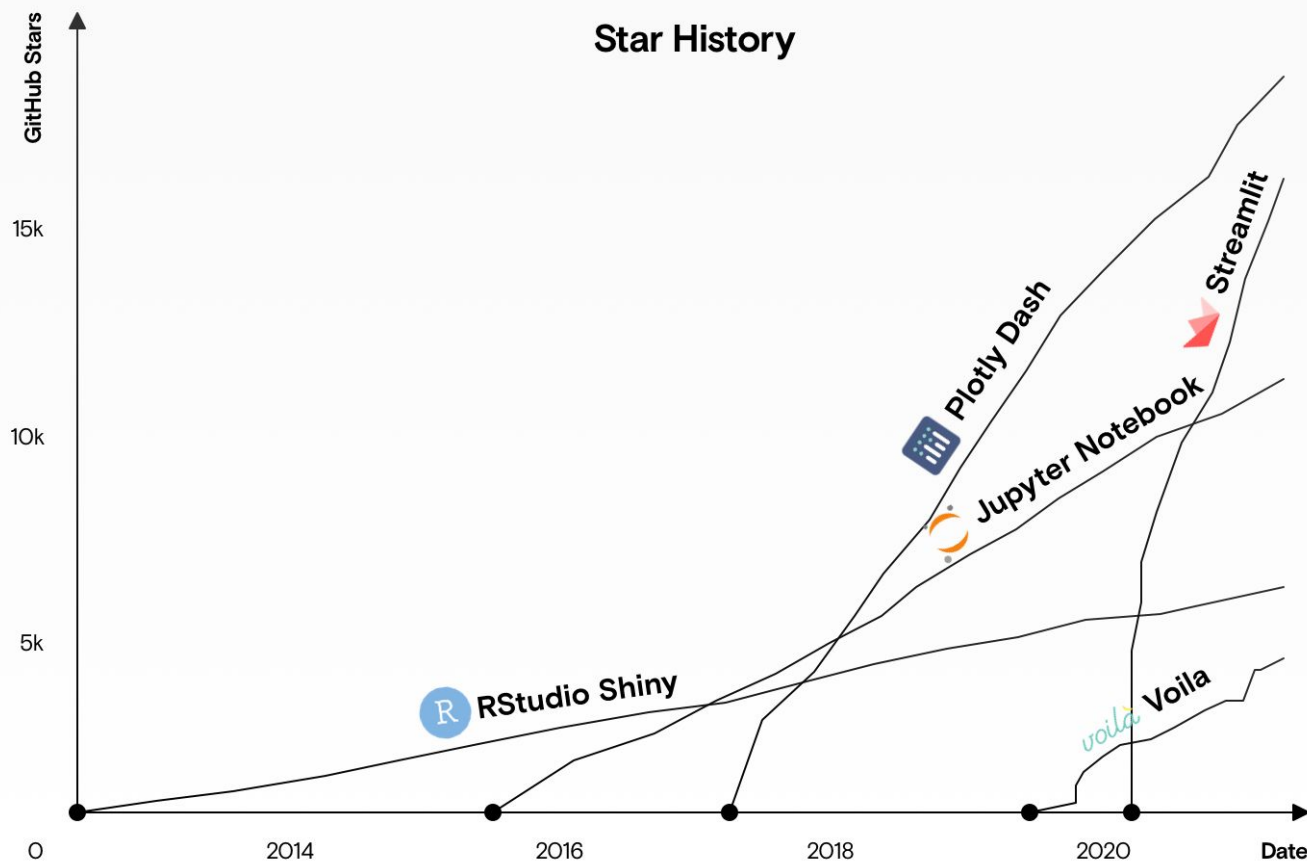 Star History
GitHub Stars
15k
10k
5k
0
2014
2016
2018
2020
Date
R RStudio Shiny
Jupyter Notebook
Plotly Dash
voilà Voila
Streamlit